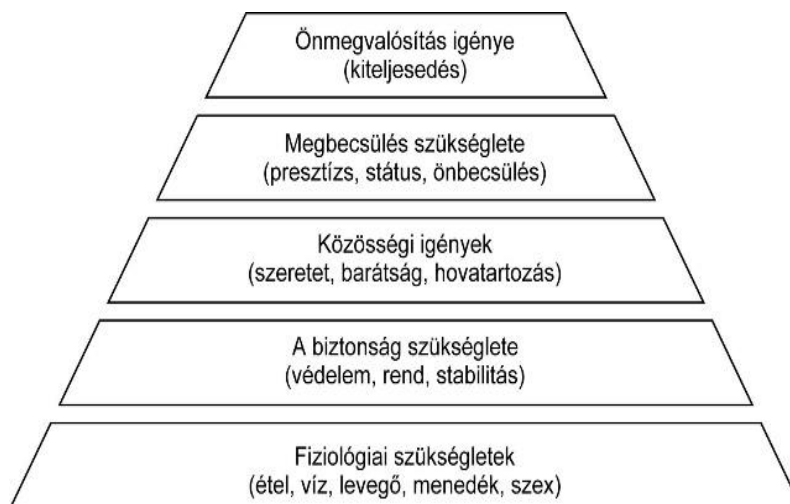 Önmegvalósítás igénye
(kiteljesedés)
Megbecsülés szükséglete
(presztízs, státus, önbecsülés)
Közösségi igények
(szeretet, barátság, hovatartozás)
A biztonság szükséglete
(védelem, rend, stabilitás)
Fiziológiai szükségletek
(étel, víz, levegő, menedék, szex)